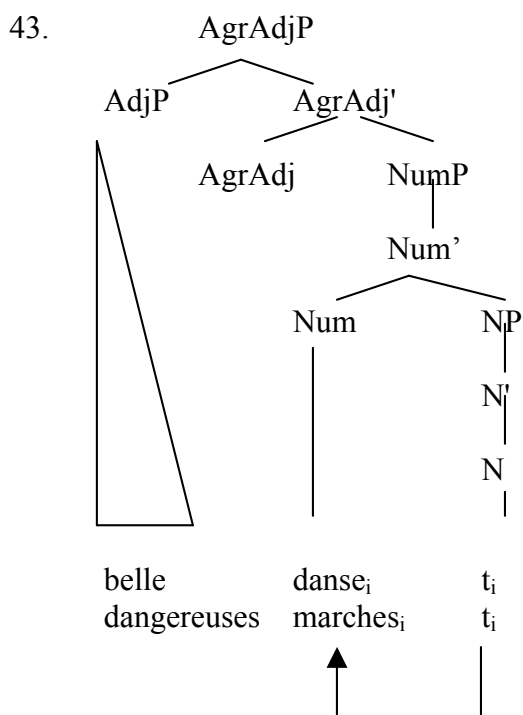 43. AgrAdjP
AdjP AgrAdj'
AgrAdj NumP
Num’
Num NP
N'
N
belle danseᵢ tᵢ
dangereuses marchesᵢ tᵢ